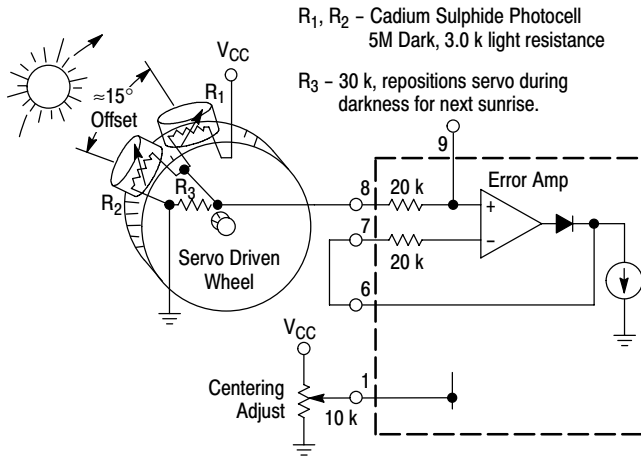 R1, R2 – Cadium Sulphide Photocell
5M Dark, 3.0 k light resistance
R3 – 30 k, repositions servo during
darkness for next sunrise.
VCC
≈15°
Offset
R1
R2
R3
Servo Driven
Wheel
9
8
20 k
+
Error Amp
7
20 k
–
6
VCC
Centering
Adjust
10 k
1